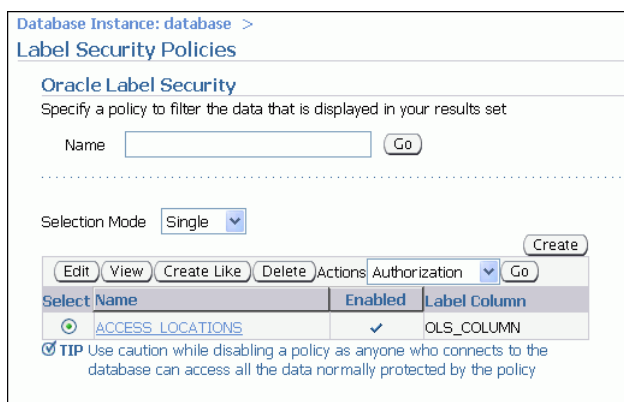 Database Instance: database >
Label Security Policies
Oracle Label Security
Specify a policy to filter the data that is displayed in your results set
Name Go
Selection Mode Single
Create
Edit View Create Like Delete Actions Authorization Go
Select Name Enabled Label Column
ACCESS_LOCATIONS OLS_COLUMN
TIP Use caution while disabling a policy as anyone who connects to the
database can access all the data normally protected by the policy